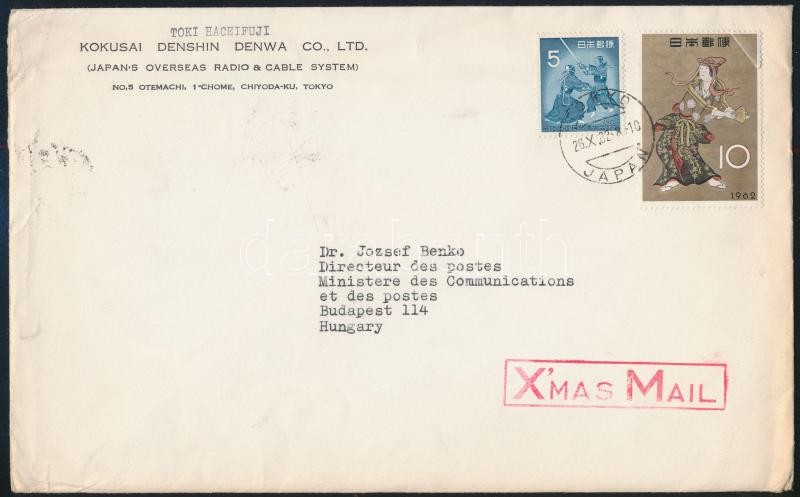 TOKI HACHIFUJI
KOKUSAI DENSHIN DENWA CO., LTD.
(JAPAN'S OVERSEAS RADIO & CABLE SYSTEM)
NO.5 OTEMACHI, 1-CHOME, CHIYODA-KU, TOKYO
5
日本郵便
日本郵便
10
1962
JAPAN
Dr. Jozsef Benko
Directeur des postes
Ministere des Communications
et des postes
Budapest 114
Hungary
X'MAS MAIL
darabanth